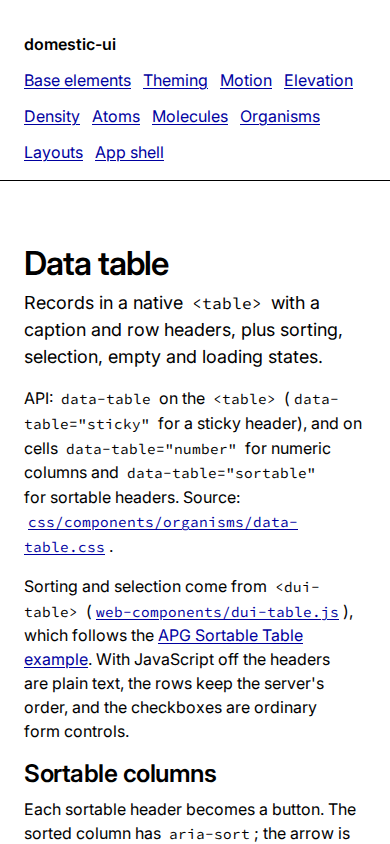 domestic-ui
Base elements Theming Motion Elevation
Density Atoms Molecules Organisms
Layouts App shell
Data table
Records in a native <table> with a
caption and row headers, plus sorting,
selection, empty and loading states.
API: data-table on the <table> ( data-
table="sticky" for a sticky header), and on
cells data-table="number" for numeric
columns and data-table="sortable"
for sortable headers. Source:
css/components/organisms/data-
table.css .
Sorting and selection come from <dui-
table> ( web-components/dui-table.js ),
which follows the APG Sortable Table
example. With JavaScript off the headers
are plain text, the rows keep the server's
order, and the checkboxes are ordinary
form controls.
Sortable columns
Each sortable header becomes a button. The
sorted column has aria-sort ; the arrow is